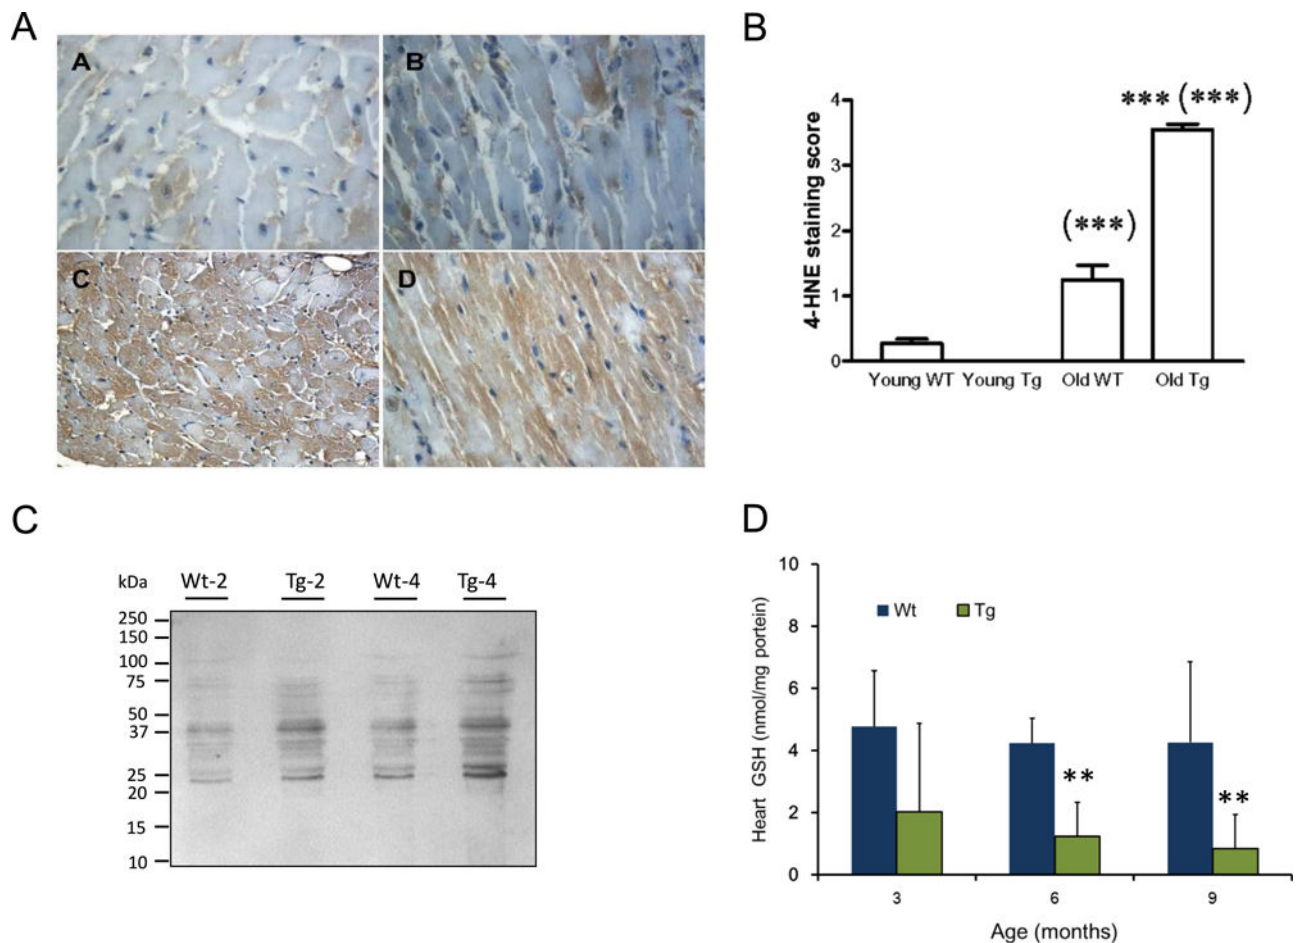 A
A
B
C
D
B
4-HNE staining score
4
3
2
1
0
(***)
*** (***)
Young WT Young Tg Old WT Old Tg
C
kDa
Wt-2 Tg-2 Wt-4 Tg-4
250
150
100
75
50
37
25
20
15
10
D
Heart GSH (nmol/mg portein)
10
8
6
4
2
0
Wt Tg
**
**
3 6 9
Age (months)